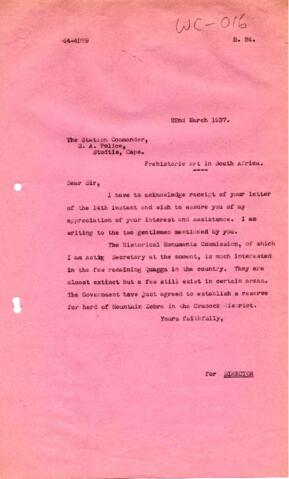 WC-016
44-4699 B. 24.
22nd March 1937.
The Station Commander,
S. A. Police,
Cape.
Prehistoric Art in South Africa.
Dear Sir,
I have to acknowledge receipt of your letter
of the 14th instant and wish to assure you of my
appreciation of your interest and assistance. I am
writing to the two gentlemen mentioned by you.
The Historical Monuments Commission, of which
I am Acting Secretary at the moment, is much interested
in the few remaining Quagga in the country. They are
almost extinct but a few still exist in certain areas.
The Government have just agreed to establish a reserve
for herd of Mountain Zebra in the Cradock District.
Yours faithfully,
for DIRECTOR